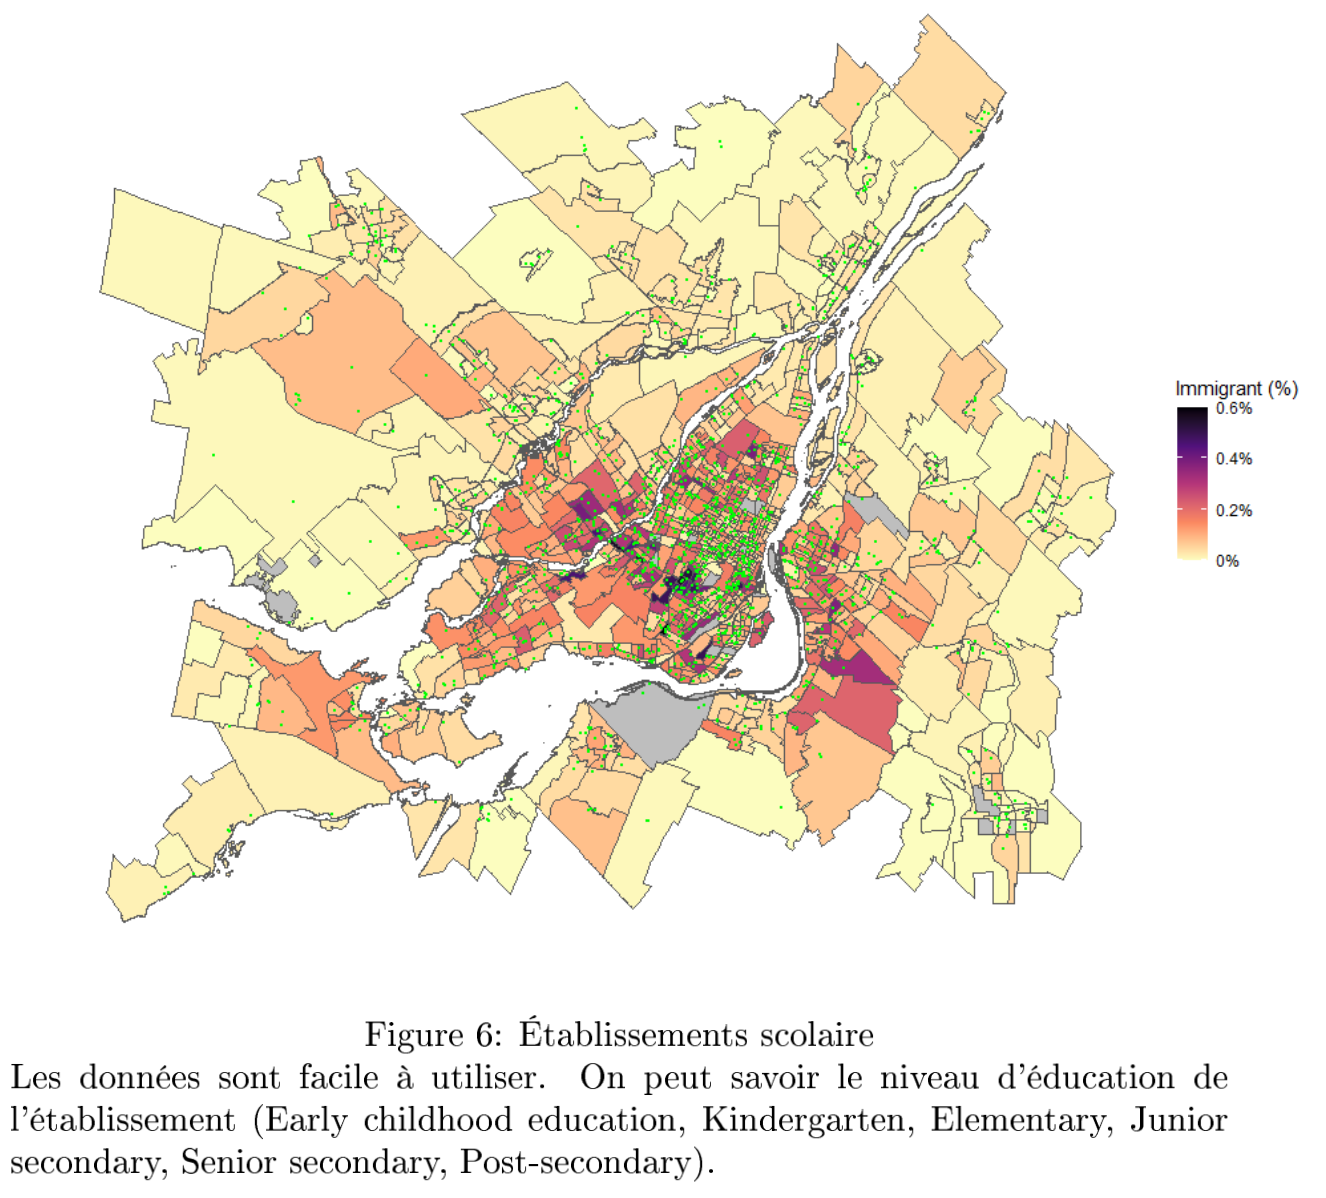 Immigrant (%)
0.6%
0.4%
0.2%
0%
Figure 6: Établissements scolaire
Les données sont facile à utiliser. On peut savoir le niveau d'éducation de
l'établissement (Early childhood education, Kindergarten, Elementary, Junior
secondary, Senior secondary, Post-secondary).